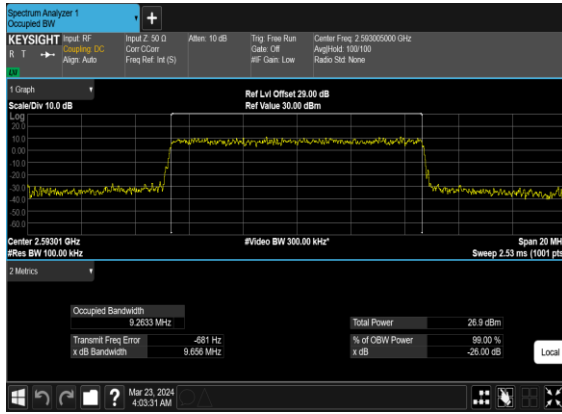 Spectrum Analyzer 1
Occupied BW
KEYSIGHT
R T
LXI
Input: RF
Coupling: DC
Align: Auto
Input Z: 50 Ω
Corr CCorr
Freq Ref: Int (S)
Atten: 10 dB
Trig: Free Run
Gate: Off
#IF Gain: Low
Center Freq: 2.593005000 GHz
Avg|Hold: 100/100
Radio Std: None
1 Graph
Scale/Div 10.0 dB
Ref Lvl Offset 29.00 dB
Ref Value 30.00 dBm
Log
20.0
10.0
0.00
-10.0
-20.0
-30.0
-40.0
-50.0
-60.0
Center 2.59301 GHz
#Res BW 100.00 kHz
#Video BW 300.00 kHz*
Span 20 MH
Sweep 2.53 ms (1001 pts
2 Metrics
Occupied Bandwidth
9.2633 MHz
Transmit Freq Error -681 Hz
x dB Bandwidth 9.656 MHz
Total Power 26.9 dBm
% of OBW Power 99.00 %
x dB -26.00 dB
Local
Mar 23, 2024
4:03:31 AM